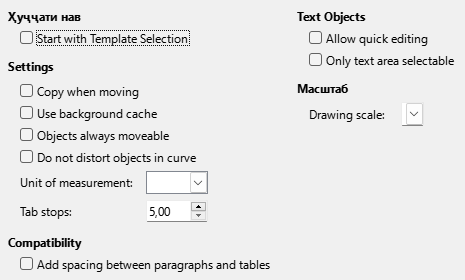 Ҳуҷҷати нав
Start with Template Selection
Settings
Copy when moving
Use background cache
Objects always moveable
Do not distort objects in curve
Unit of measurement:
Tab stops:
5,00
Compatibility
Add spacing between paragraphs and tables
Text Objects
Allow quick editing
Only text area selectable
Масштаб
Drawing scale: